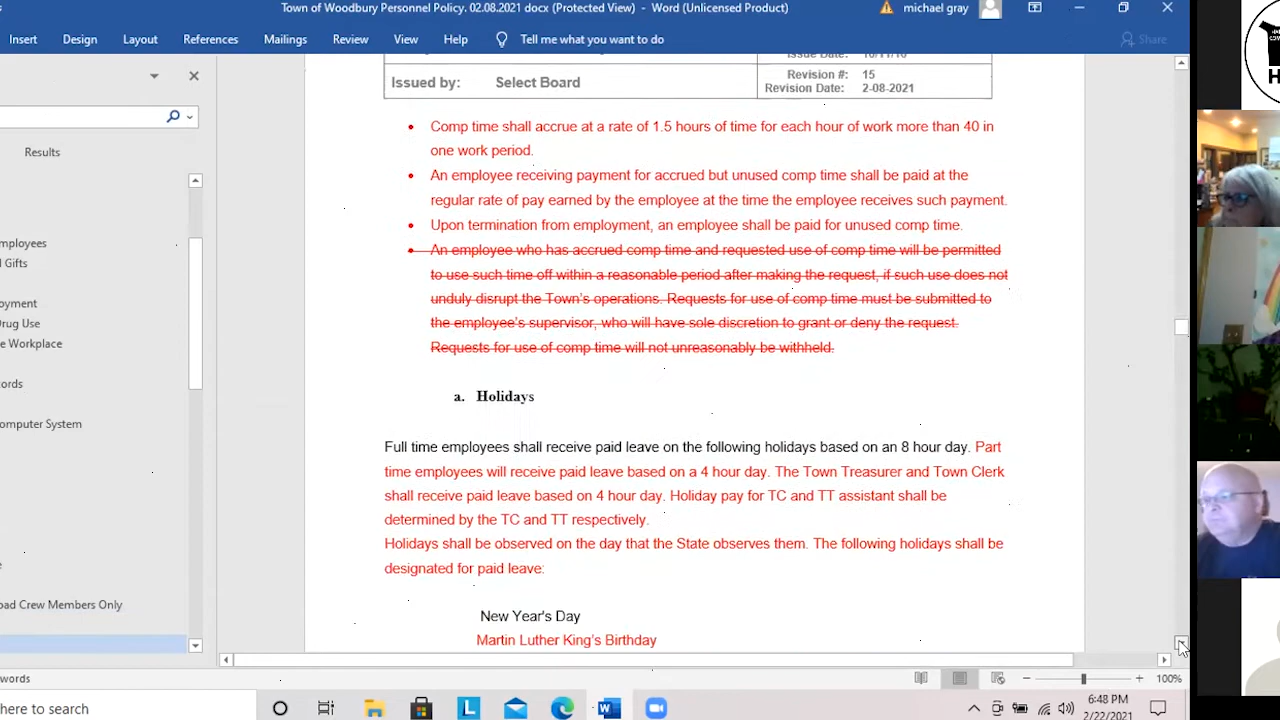 Town of Woodbury Personnel Policy. 02.08.2021 docx (Protected View) - Word (Unlicensed Product)
michael gray
Insert Design Layout References Mailings Review View Help Tell me what you want to do Share
Issue Date: 10/11/10
Issued by: Select Board
Revision #: 15
Revision Date: 2-08-2021
Results
mployees
l Gifts
ployment
Drug Use
e Workplace
cords
omputer System
e
oad Crew Members Only
• Comp time shall accrue at a rate of 1.5 hours of time for each hour of work more than 40 in
one work period.
• An employee receiving payment for accrued but unused comp time shall be paid at the
regular rate of pay earned by the employee at the time the employee receives such payment.
• Upon termination from employment, an employee shall be paid for unused comp time.
• An employee who has accrued comp time and requested use of comp time will be permitted
to use such time off within a reasonable period after making the request, if such use does not
unduly disrupt the Town's operations. Requests for use of comp time must be submitted to
the employee's supervisor, who will have sole discretion to grant or deny the request.
Requests for use of comp time will not unreasonably be withheld.
a. Holidays
Full time employees shall receive paid leave on the following holidays based on an 8 hour day. Part
time employees will receive paid leave based on a 4 hour day. The Town Treasurer and Town Clerk
shall receive paid leave based on 4 hour day. Holiday pay for TC and TT assistant shall be
determined by the TC and TT respectively.
Holidays shall be observed on the day that the State observes them. The following holidays shall be
designated for paid leave:
New Year's Day
Martin Luther King's Birthday
words
100%
ere to search
6:48 PM
2/22/2021